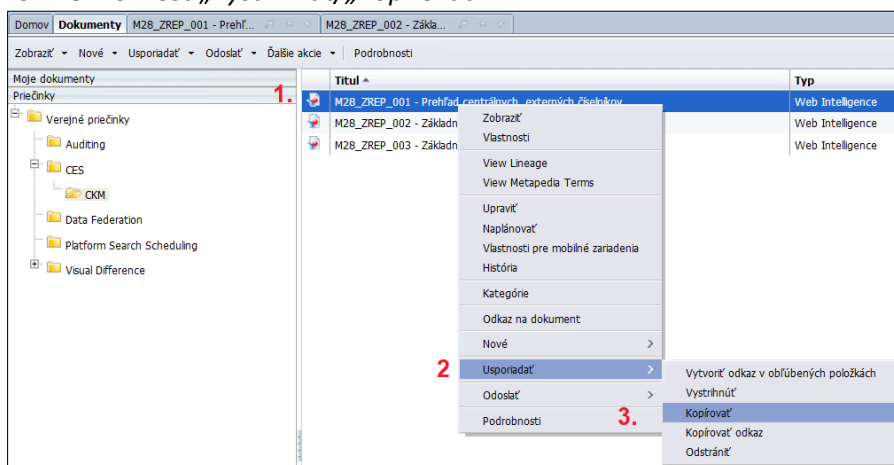 Domov Dokumenty M28_ZREP_001 - Prehľ... M28_ZREP_002 - Základ...
Zobraziť Nové Usporiadať Odoslať Ďalšie akcie Podrobnosti
Moje dokumenty
Priečinky
Verejné priečinky
Auditing
CES
CKM
Data Federation
Platform Search Scheduling
Visual Difference
Titul Typ
1. M28_ZREP_001 - Prehľad centrálnych, externých číselníkov Web Intelligence
M28_ZREP_002 - Základn Web Intelligence
M28_ZREP_003 - Základn Web Intelligence
Zobraziť
Vlastnosti
View Lineage
View Metapedia Terms
Upraviť
Naplánovať
Vlastnosti pre mobilné zariadenia
História
Kategórie
Odkaz na dokument
Nové
2 Usporiadať
Odoslať
Podrobnosti
3.
Vytvoriť odkaz v obľúbených položkách
Vystrihnúť
Kopírovať
Kopírovať odkaz
Odstrániť